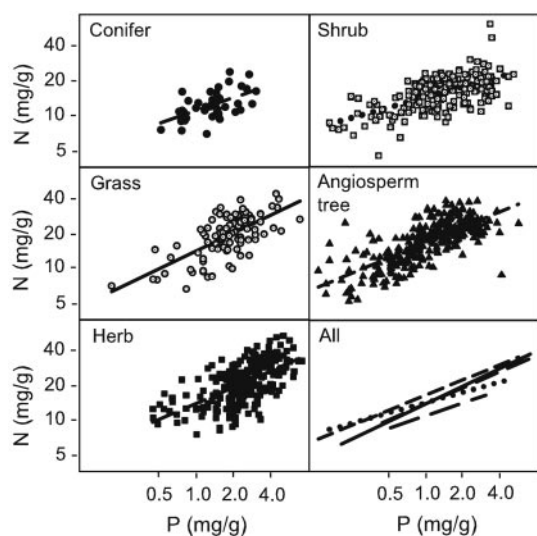 Conifer
Shrub
N (mg/g)
40
20
10
5
Grass
Angiosperm
tree
N (mg/g)
40
20
10
5
Herb
All
N (mg/g)
40
20
10
5
0.5 1.0 2.0 4.0
0.5 1.0 2.0 4.0
P (mg/g)
P (mg/g)